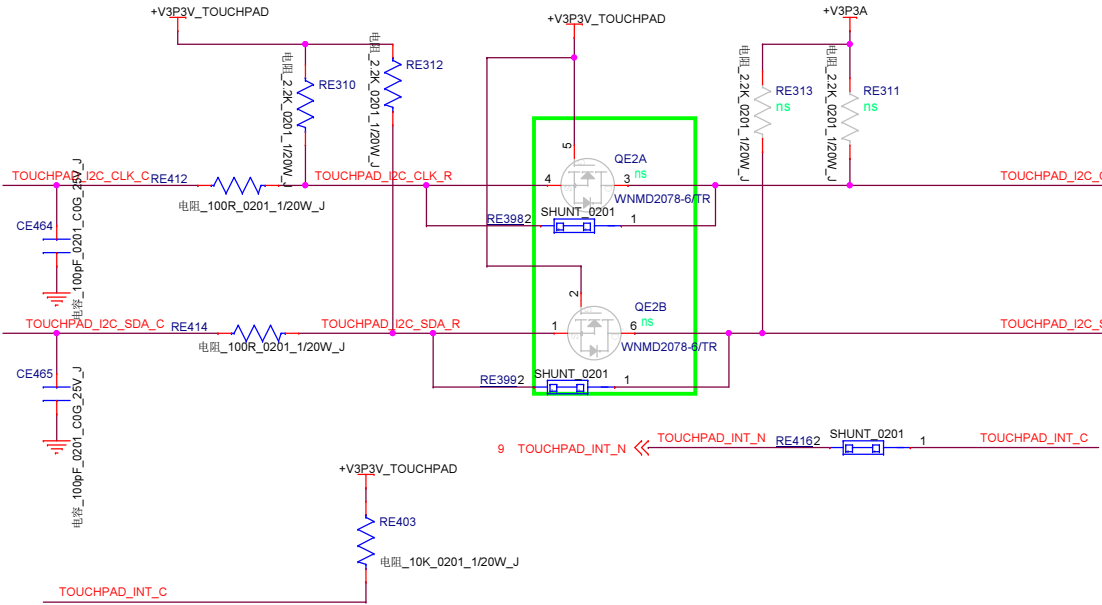 +V3P3V_TOUCHPAD
电阻_2.2K_0201_1/20W_J
RE310
电阻_2.2K_0201_1/20W_J
RE312
+V3P3V_TOUCHPAD
+V3P3A
电阻_2.2K_0201_1/20W_J
RE313
ns
电阻_2.2K_0201_1/20W_J
RE311
ns
TOUCHPAD_I2C_CLK_C
RE412
电阻_100R_0201_1/20W_J
TOUCHPAD_I2C_CLK_R
5
4
QE2A
ns
3
WNMD2078-6/TR
RE398
2
SHUNT_0201
1
CE464
电容_100pF_0201_C0G_25V_J
TOUCHPAD_I2C_SDA_C
RE414
电阻_100R_0201_1/20W_J
TOUCHPAD_I2C_SDA_R
2
1
QE2B
ns
6
WNMD2078-6/TR
RE399
2
SHUNT_0201
1
TOUCHPAD_I2C_S
CE465
电容_100pF_0201_C0G_25V_J
9
TOUCHPAD_INT_N
TOUCHPAD_INT_N
RE416
2
SHUNT_0201
1
TOUCHPAD_INT_C
+V3P3V_TOUCHPAD
RE403
电阻_10K_0201_1/20W_J
TOUCHPAD_INT_C